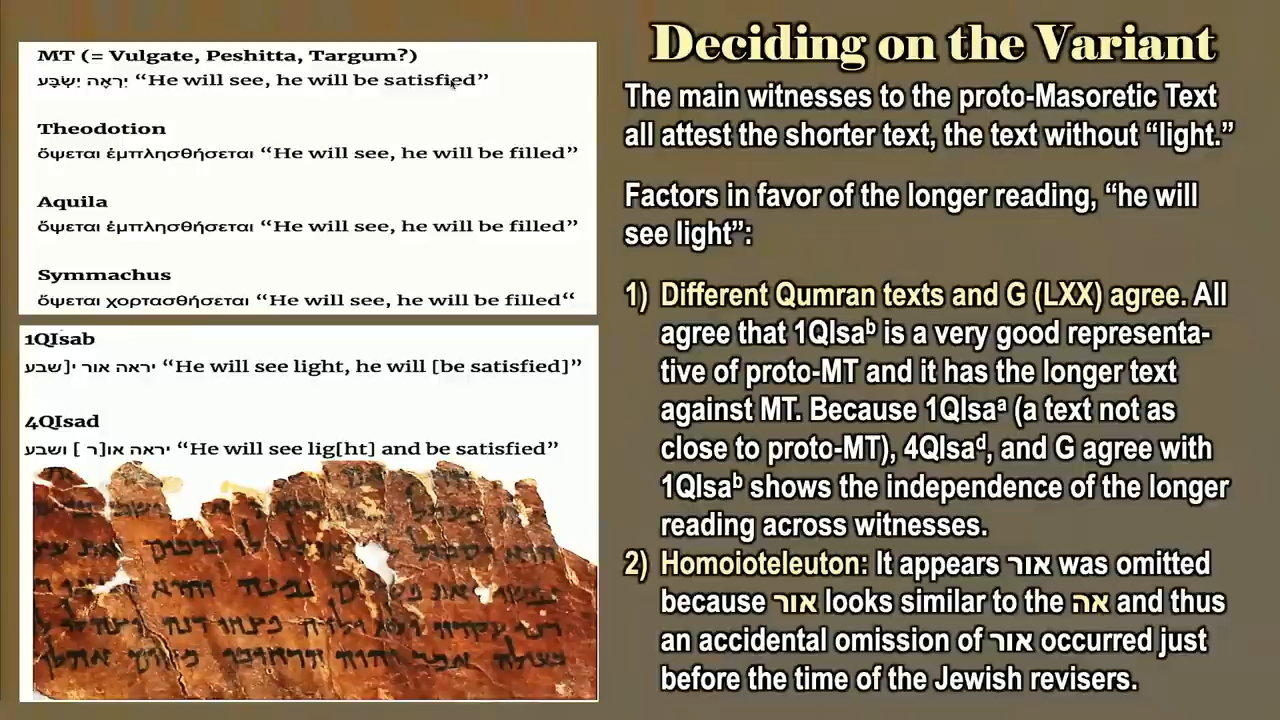 MT (= Vulgate, Peshitta, Targum?)
יִרְאֶ֣ה יִשְׂבָּ֔ע “He will see, he will be satisfied”
Theodotion
ὄψεται ἐμπλησθήσεται “He will see, he will be filled”
Aquila
ὄψεται ἐμπλησθήσεται “He will see, he will be filled”
Symmachus
ὄψεται χορτασθήσεται “He will see, he will be filled“
1QIsab
יראה אור י]שבע “He will see light, he will [be satisfied]”
4QIsad
יראה או]ר [ ושבע “He will see lig[ht] and be satisfied”
Deciding on the Variant
The main witnesses to the proto-Masoretic Text
all attest the shorter text, the text without “light.”
Factors in favor of the longer reading, “he will
see light”:
1) Different Qumran texts and G (LXX) agree. All
agree that 1QIsaᵇ is a very good representa-
tive of proto-MT and it has the longer text
against MT. Because 1QIsaᵃ (a text not as
close to proto-MT), 4QIsaᵈ, and G agree with
1QIsaᵇ shows the independence of the longer
reading across witnesses.
2) Homoioteleuton: It appears אור was omitted
because אור looks similar to the אה and thus
an accidental omission of אור occurred just
before the time of the Jewish revisers.